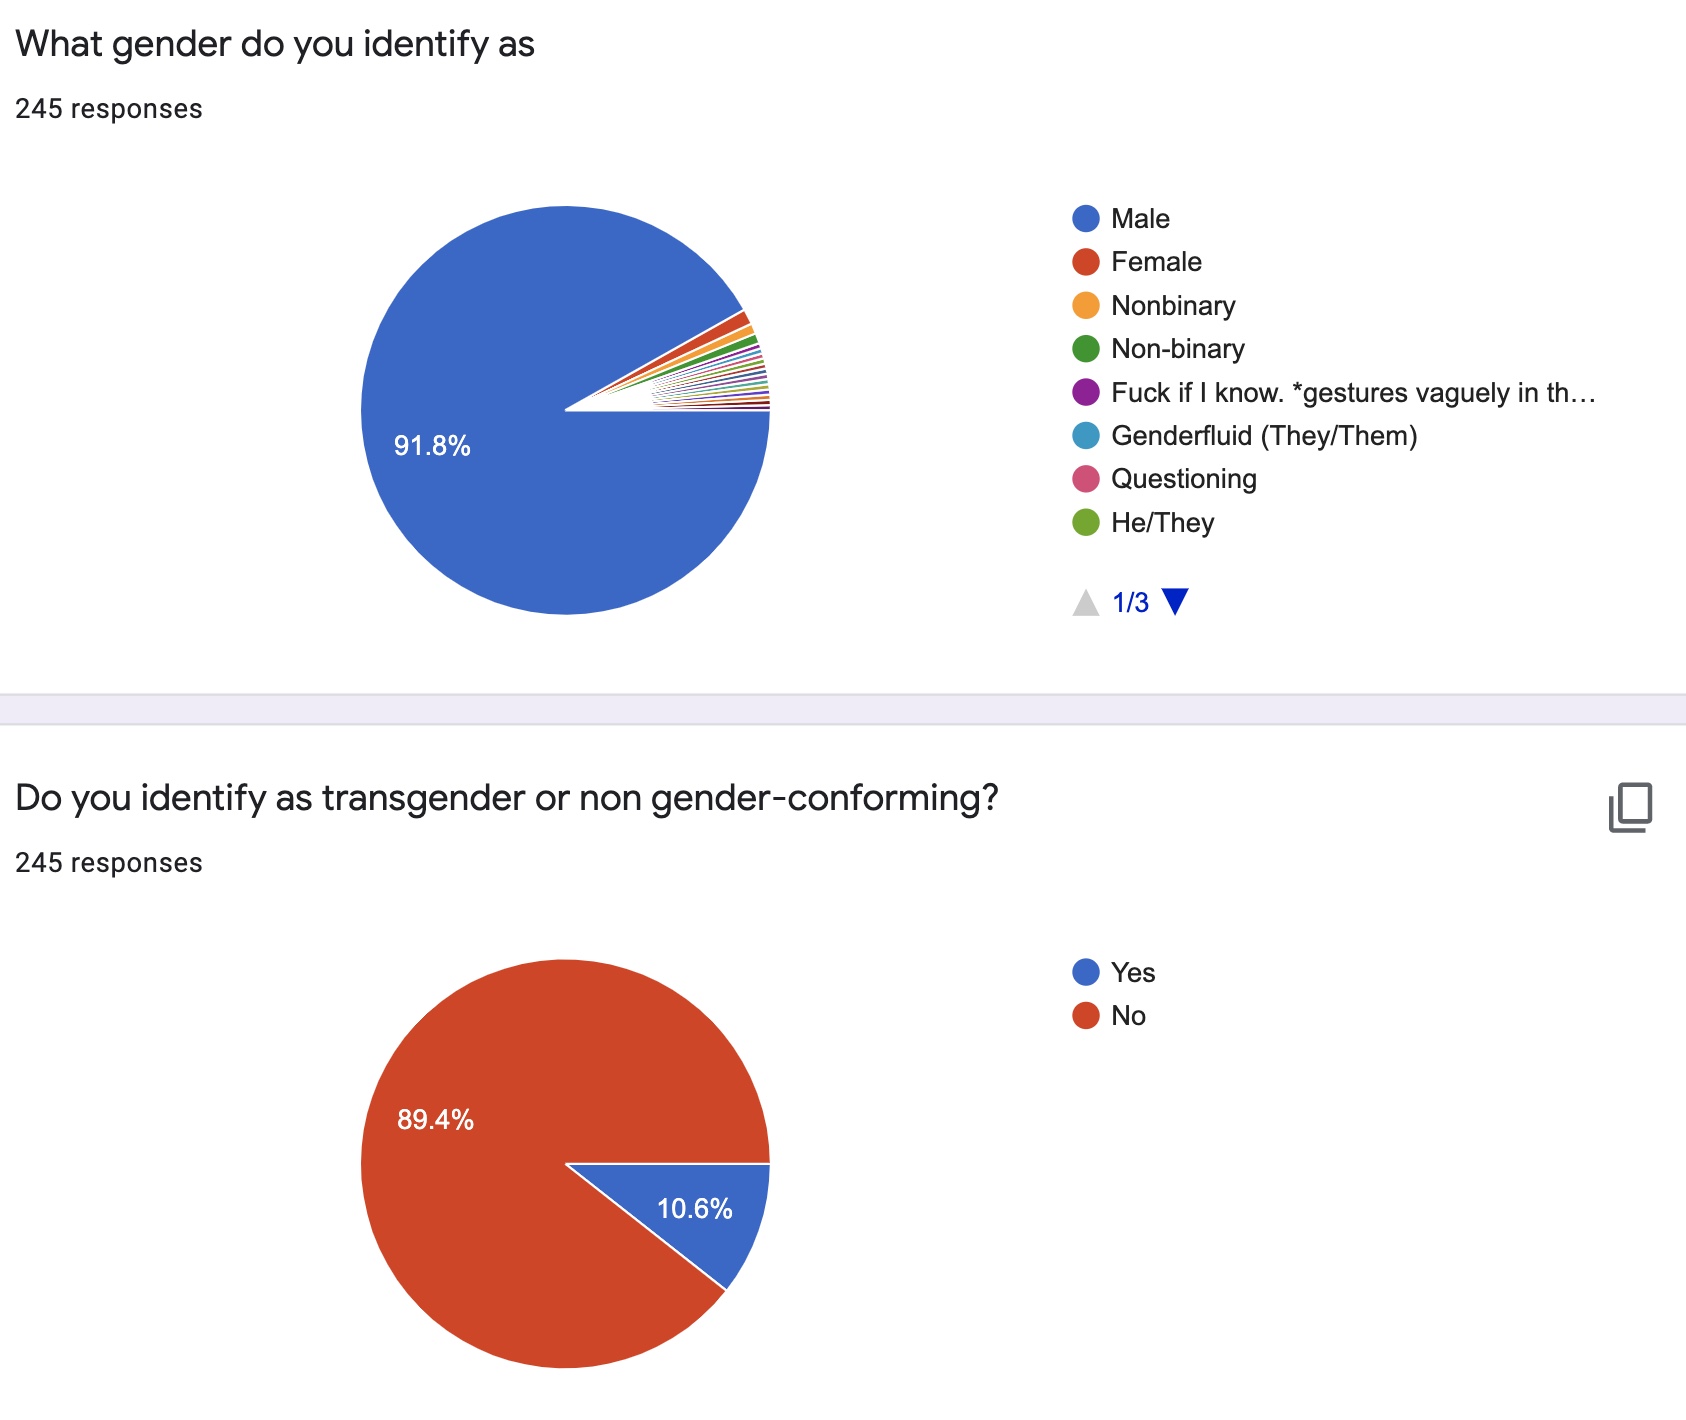 What gender do you identify as
245 responses
91.8%
Male
Female
Nonbinary
Non-binary
Fuck if I know. *gestures vaguely in th...
Genderfluid (They/Them)
Questioning
He/They
1/3
Do you identify as transgender or non gender-conforming?
245 responses
89.4%
10.6%
Yes
No